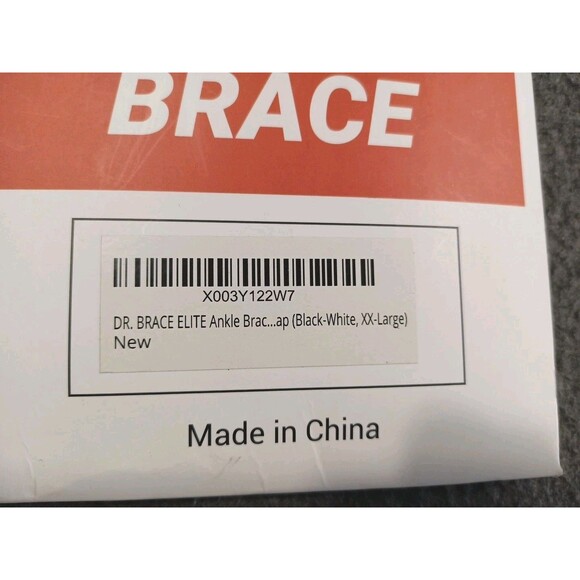 BRACE
X003Y122W7
DR. BRACE ELITE Ankle Brac...ap (Black-White, XX-Large)
New
Made in China